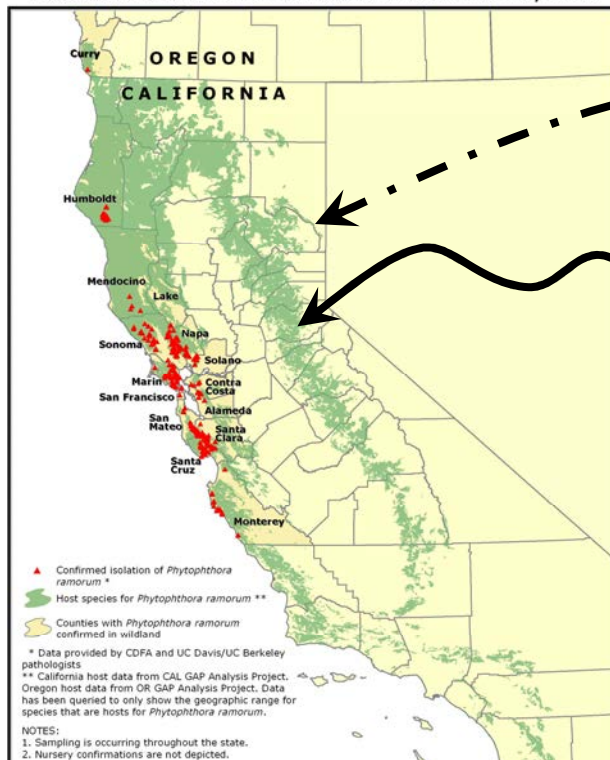 Curry
OREGON
CALIFORNIA
Humboldt
Mendocino
Lake
Napa
Sonoma
Solano
Marin
Contra
Costa
San Francisco
Alameda
San
Mateo
Santa
Clara
Santa
Cruz
Monterey
Confirmed isolation of Phytophthora
ramorum *
Host species for Phytophthora ramorum **
Counties with Phytophthora ramorum
confirmed in wildland
* Data provided by CDFA and UC Davis/UC Berkeley
pathologists
** California host data from CAL GAP Analysis Project.
Oregon host data from OR GAP Analysis Project. Data
has been queried to only show the geographic range for
species that are hosts for Phytophthora ramorum.
NOTES:
1. Sampling is occurring throughout the state.
2. Nursery confirmations are not depicted.